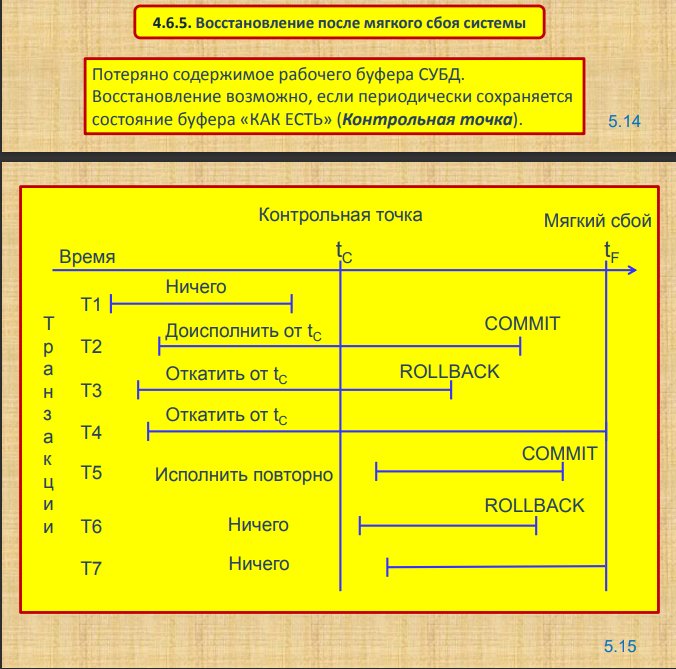 4.6.5. Восстановление после мягкого сбоя системы
Потеряно содержимое рабочего буфера СУБД.
Восстановление возможно, если периодически сохраняется
состояние буфера «КАК ЕСТЬ» (Контрольная точка).
5.14
Контрольная точка
Мягкий сбой
Время
tC
tF
Транзакции
T1
Ничего
T2
Доисполнить от tC
COMMIT
T3
Откатить от tC
ROLLBACK
T4
Откатить от tC
T5
Исполнить повторно
COMMIT
T6
Ничего
ROLLBACK
T7
Ничего
5.15